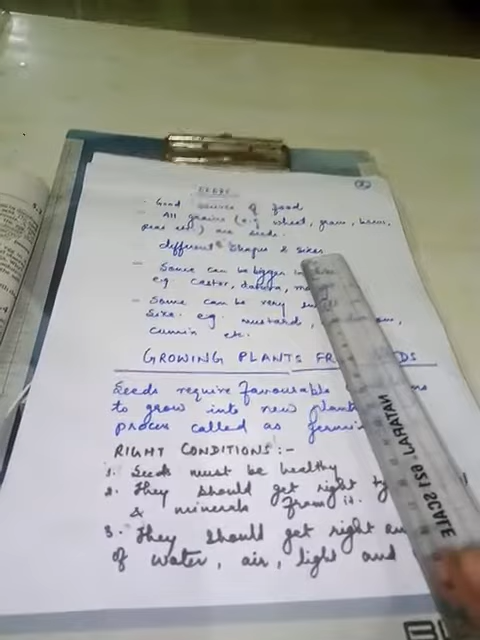 SEEDS
- Good source of food
- All grains (e.g wheet, gram, beans,
peas etc.) are seeds.
different shapes & sizes
- Some can be bigger in
e.g. Castor, datura,
- Some can be very
size. eg. mustard,
cumin etc.
GROWING PLANTS FR DS
Seeds require favourable
to grow into new plant
process called as germi
RIGHT CONDITIONS :-
1. Seeds must be healthy
2. They should get right ty
& minerals from it.
3. They should get right am
of water, air, light and